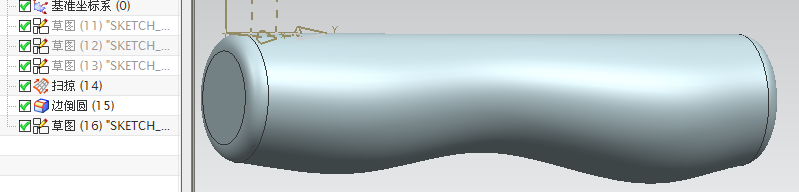 基准坐标系 (0)
草图 (11) "SKETCH_...
草图 (12) "SKETCH_...
草图 (13) "SKETCH_...
扫掠 (14)
边倒圆 (15)
草图 (16) "SKETCH_...
Y